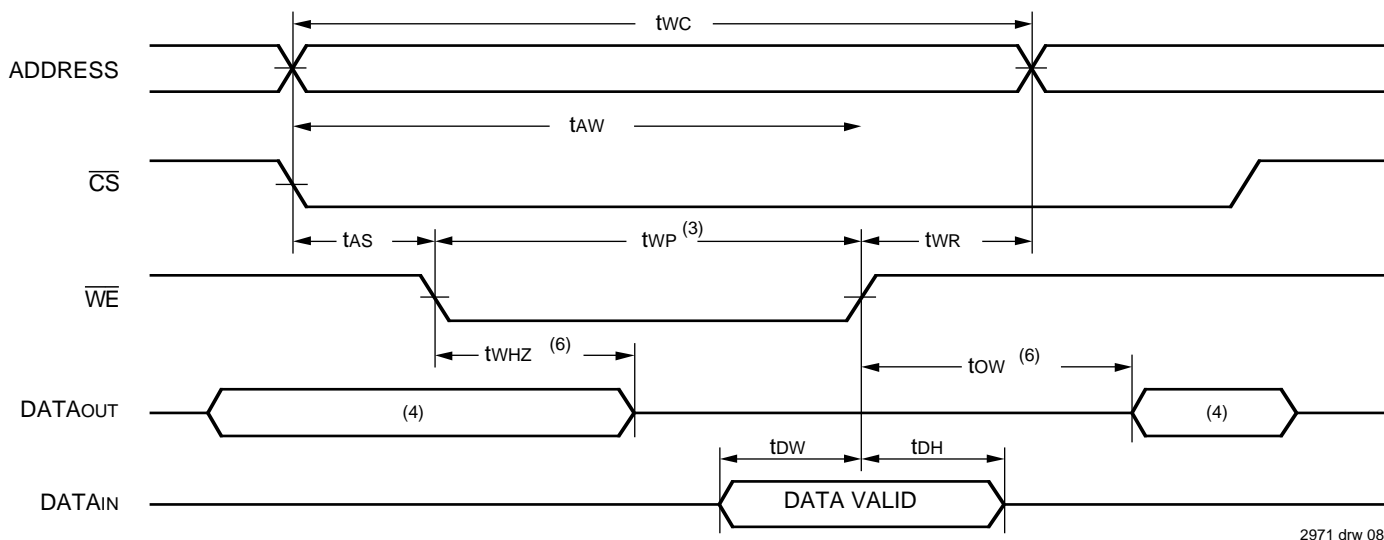 tWC
ADDRESS
tAW
CS
tAS
tWP (3)
tWR
WE
tWHZ (6)
tOW (6)
DATAOUT
(4)
(4)
tDW
tDH
DATAIN
DATA VALID
2971 drw 08